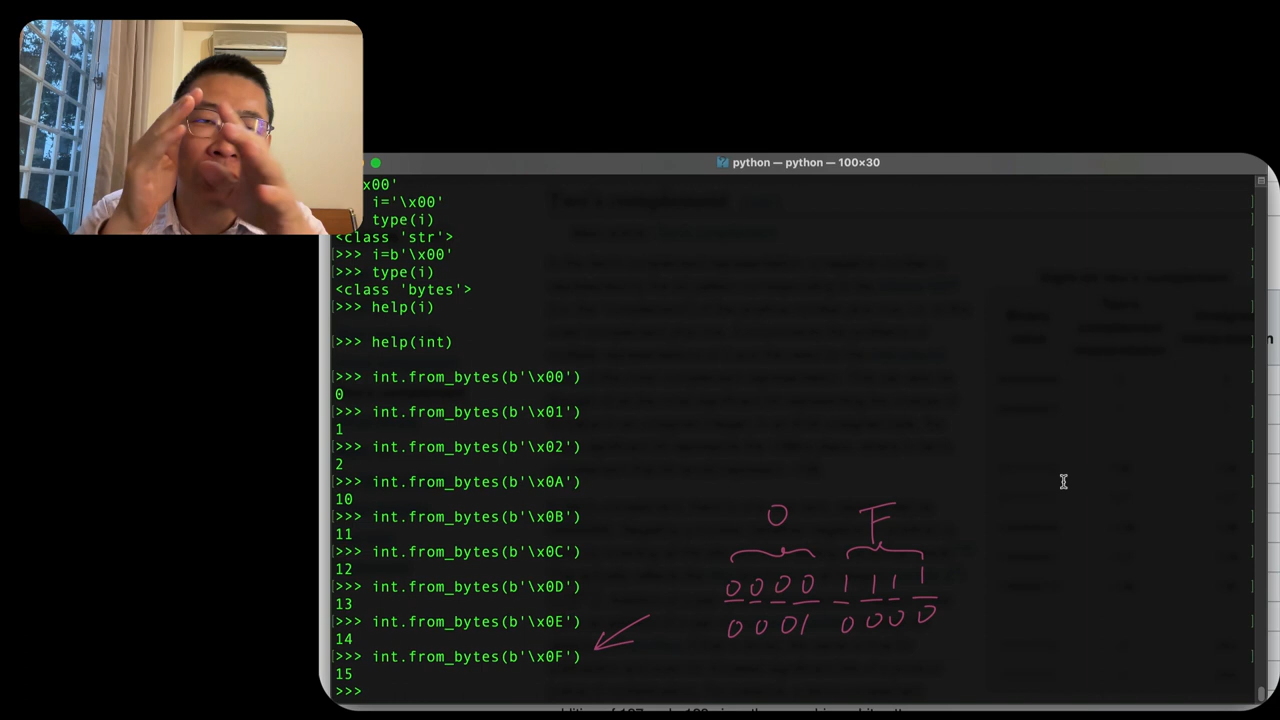 python — python — 100×30
x00'
i='\x00'
type(i)
<class 'str'>
>>> i=b'\x00'
>>> type(i)
<class 'bytes'>
>>> help(i)
>>> help(int)
>>> int.from_bytes(b'\x00')
0
>>> int.from_bytes(b'\x01')
1
>>> int.from_bytes(b'\x02')
2
>>> int.from_bytes(b'\x0A')
10
>>> int.from_bytes(b'\x0B')
11
>>> int.from_bytes(b'\x0C')
12
>>> int.from_bytes(b'\x0D')
13
>>> int.from_bytes(b'\x0E')
14
>>> int.from_bytes(b'\x0F')
15
>>>
0 F
0000 1111
0001 0000